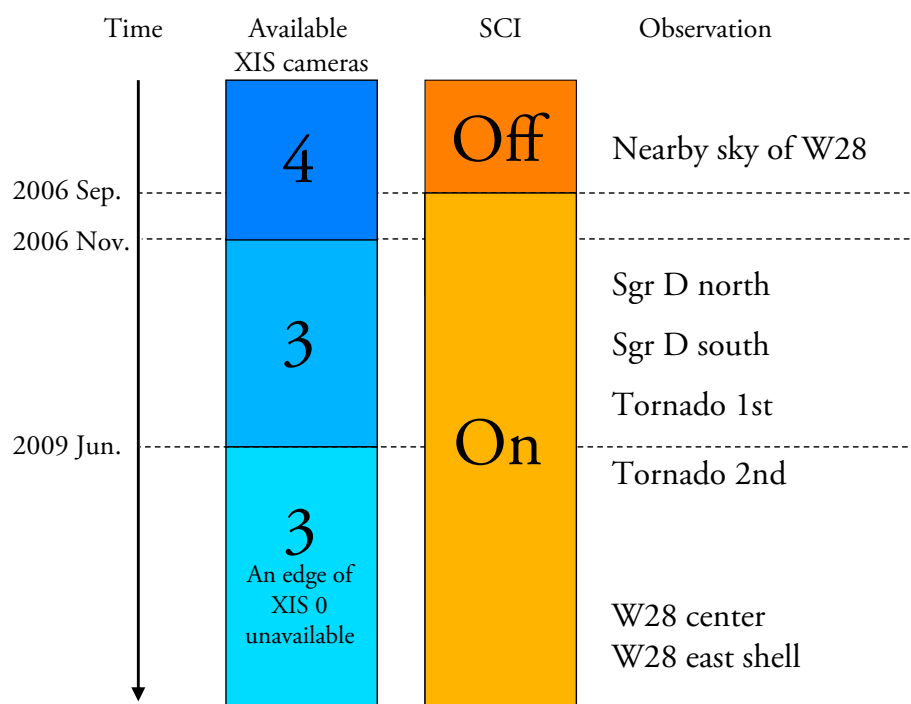 Time
Available
XIS cameras
SCI
Observation
4
Off
Nearby sky of W28
2006 Sep.
2006 Nov.
3
Sgr D north
Sgr D south
Tornado 1st
On
2009 Jun.
Tornado 2nd
3
An edge of
XIS 0
unavailable
W28 center
W28 east shell